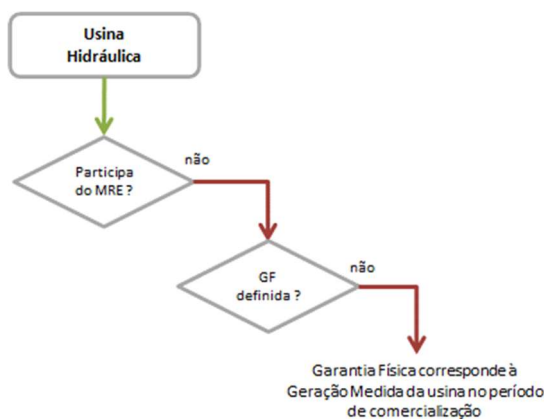 Usina
Hidráulica
Participa
do MRE ?
não
GF
definida ?
não
Garantia Física corresponde à
Geração Medida da usina no período
de comercialização